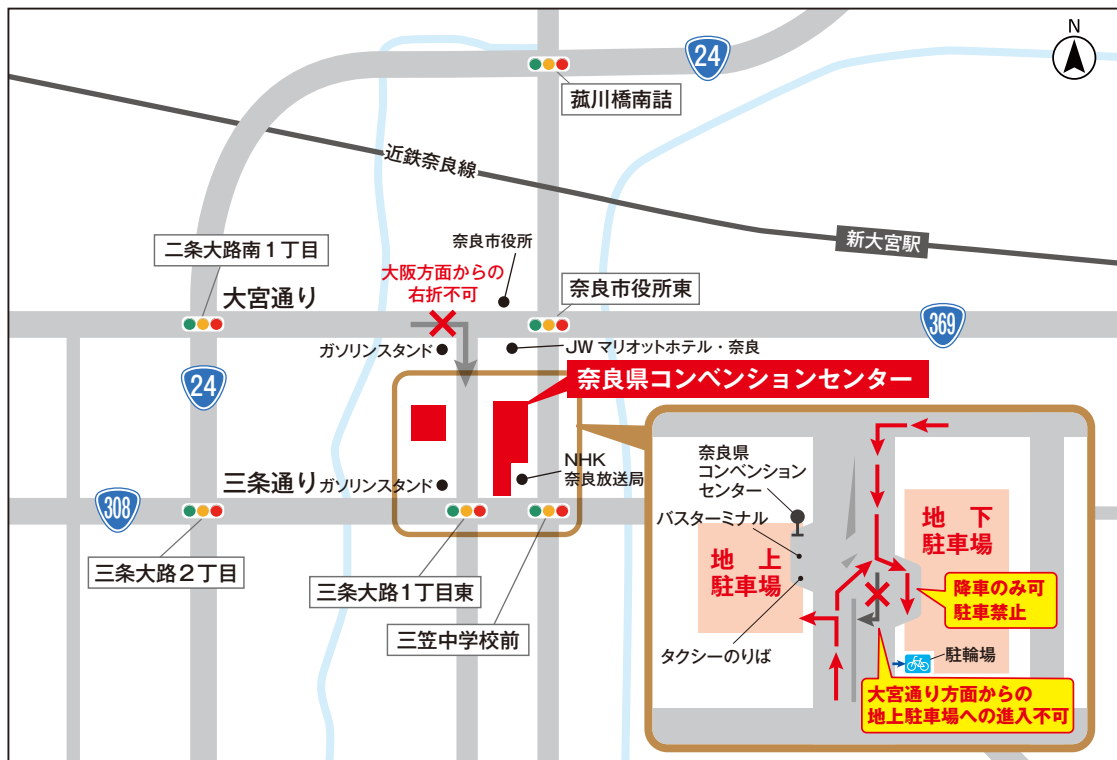 N
24
菰川橋南詰
近鉄奈良線
新大宮駅
二条大路南1丁目
奈良市役所
大阪方面からの
右折不可
奈良市役所東
大宮通り
369
ガソリンスタンド
JWマリオットホテル・奈良
24
奈良県コンベンションセンター
NHK
奈良放送局
三条通り
ガソリンスタンド
308
三条大路2丁目
三条大路1丁目東
三笠中学校前
奈良県
コンベンション
センター
バスターミナル
地上
駐車場
地下
駐車場
降車のみ可
駐車禁止
タクシーのりば
駐輪場
大宮通り方面からの
地上駐車場への進入不可